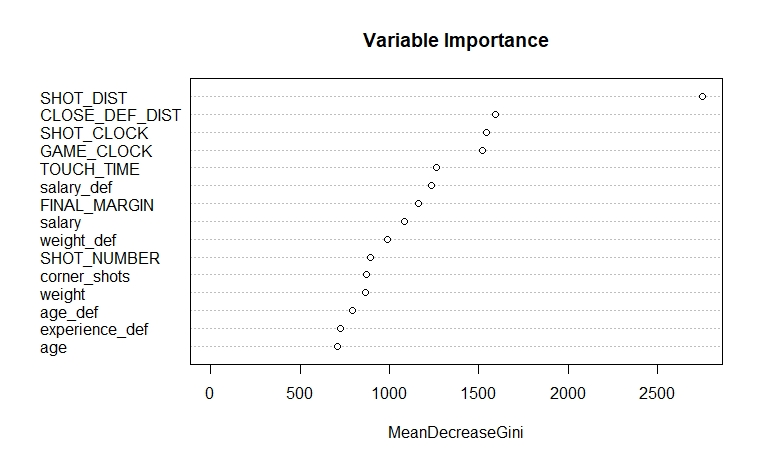 Variable Importance
SHOT_DIST
CLOSE_DEF_DIST
SHOT_CLOCK
GAME_CLOCK
TOUCH_TIME
salary_def
FINAL_MARGIN
salary
weight_def
SHOT_NUMBER
corner_shots
weight
age_def
experience_def
age
0 500 1000 1500 2000 2500
MeanDecreaseGini